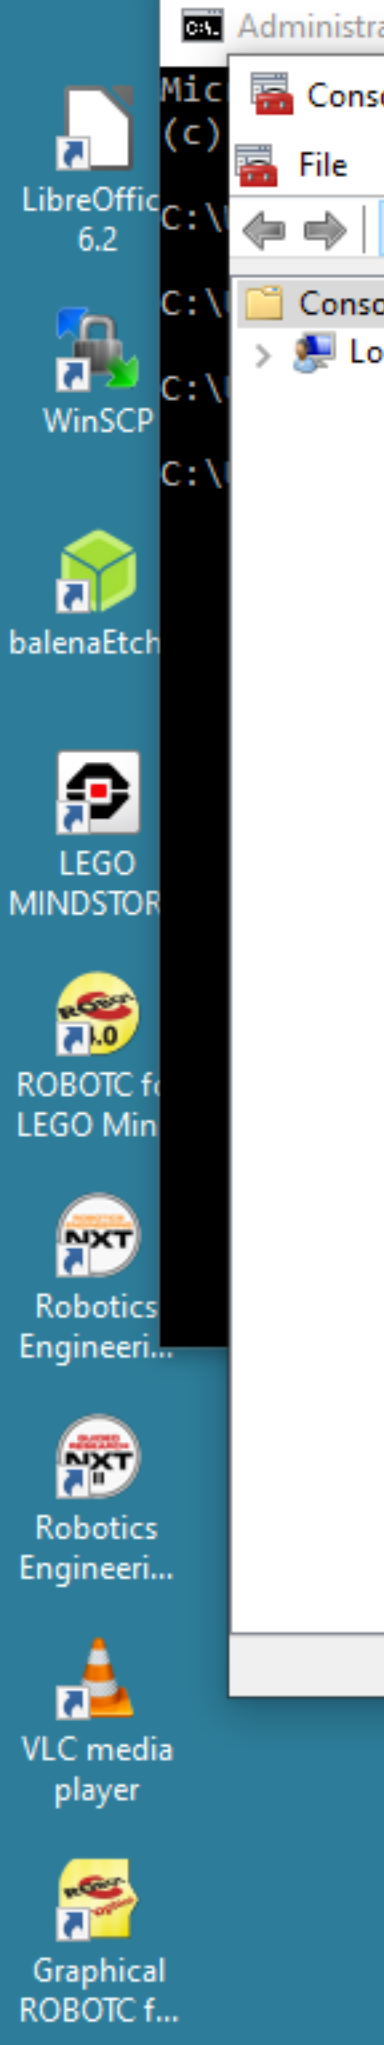 Administra
Mic
(c)
C:\
C:\
C:\
C:\
Conso
File
Conso
Lo
LibreOffic
6.2
WinSCP
balenaEtch
LEGO
MINDSTOR
ROBOTC fo
LEGO Min
Robotics
Engineeri...
Robotics
Engineeri...
VLC media
player
Graphical
ROBOTC f...